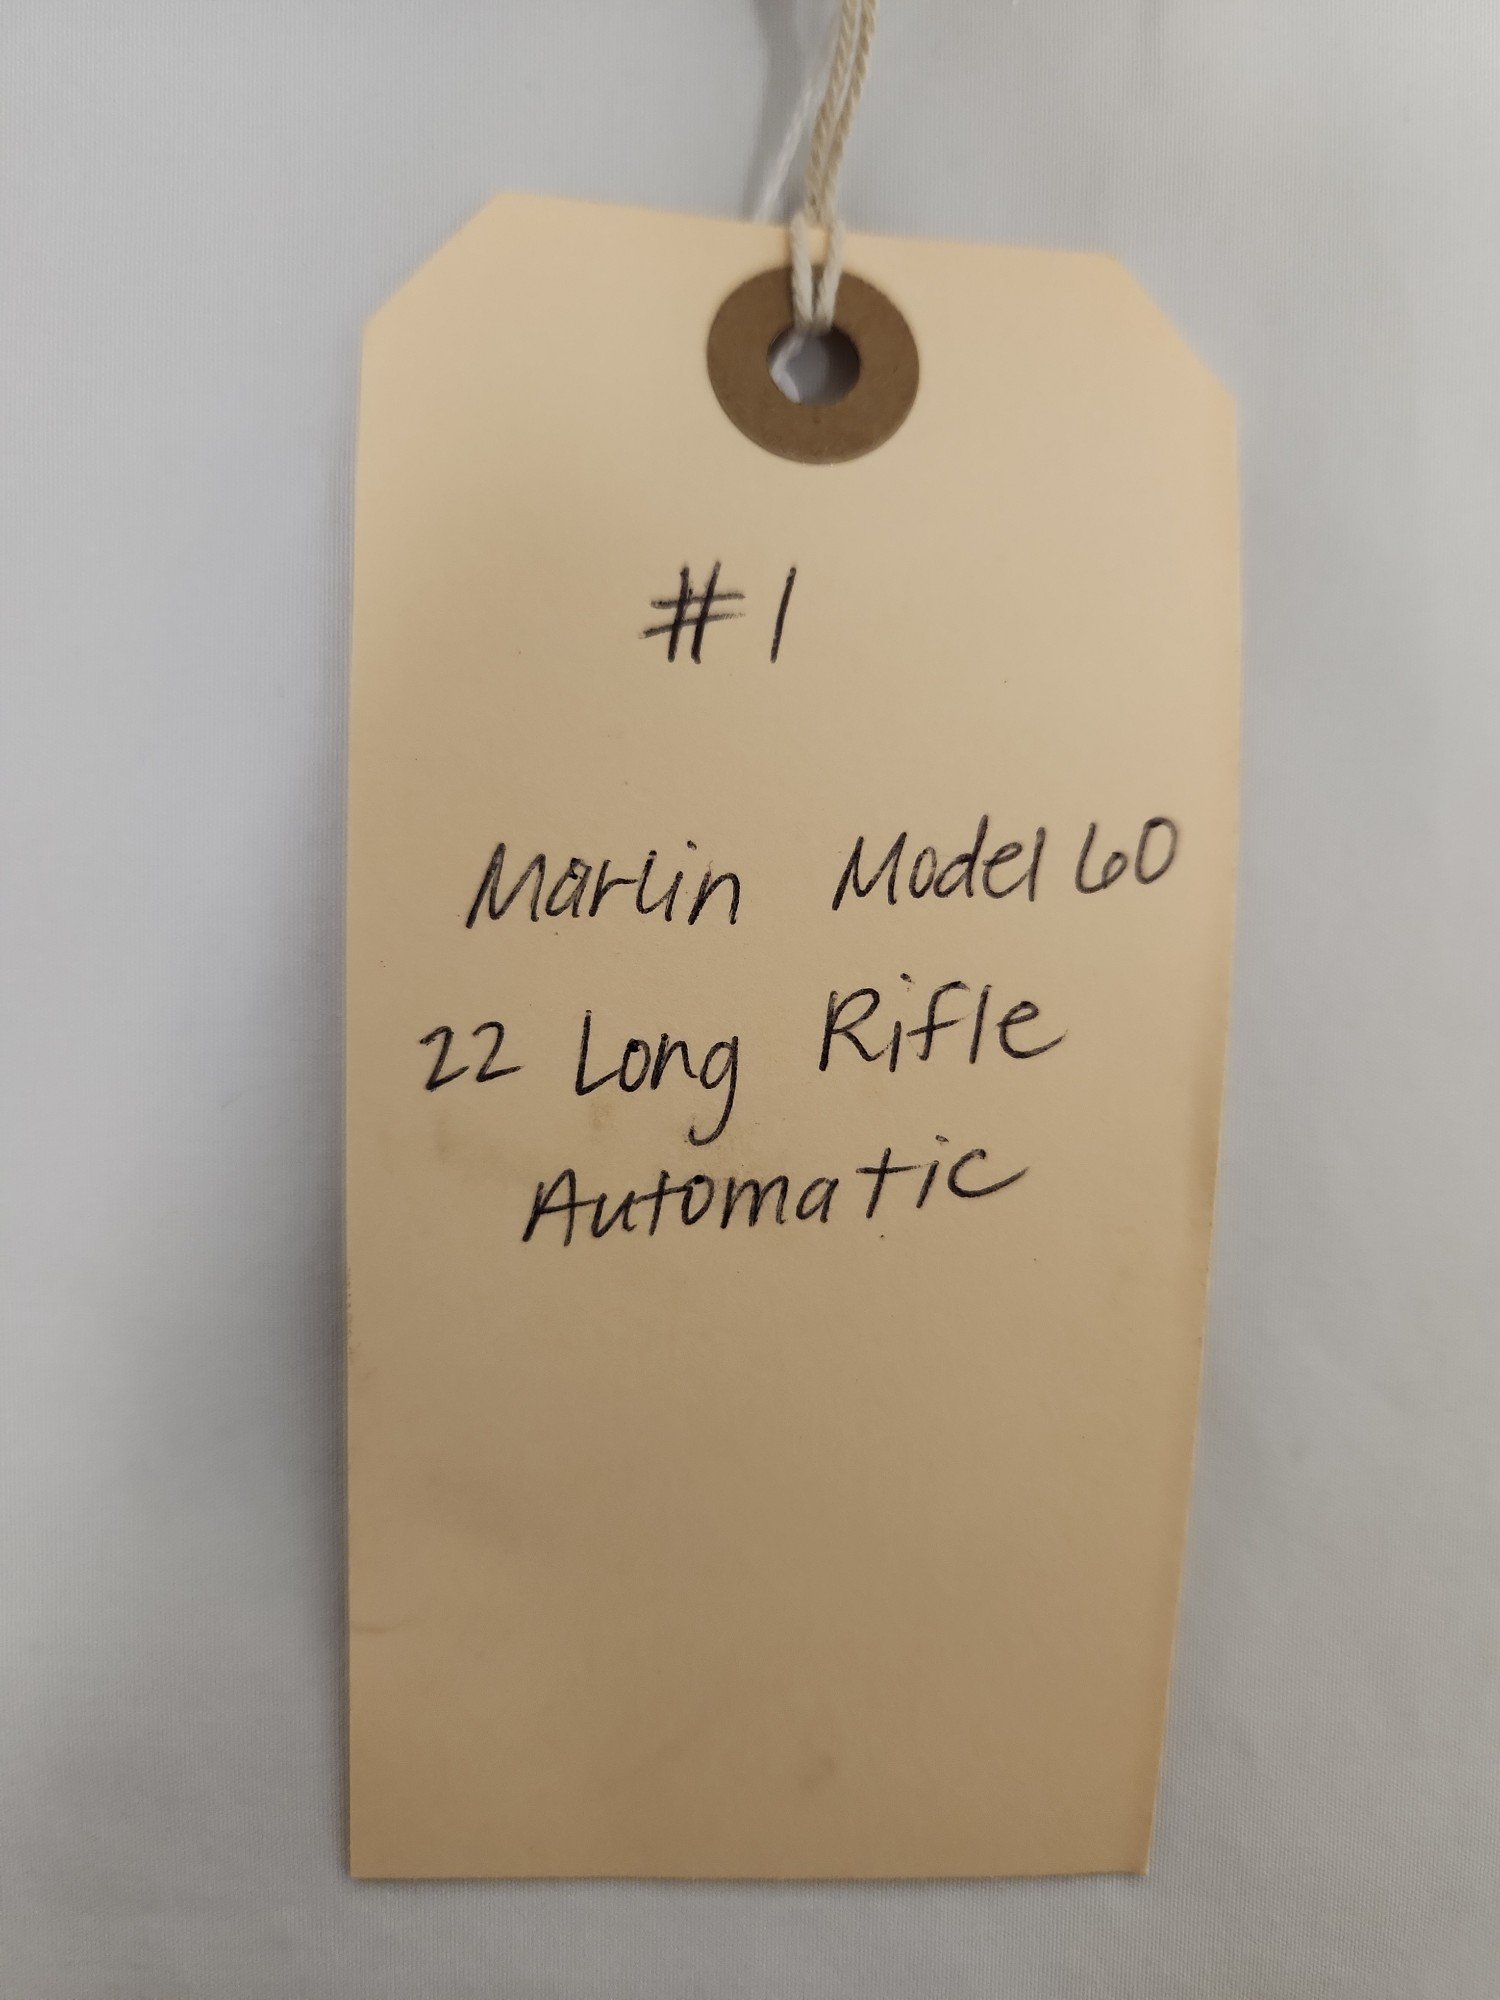 #1
Marlin Model 60
22 Long Rifle
Automatic